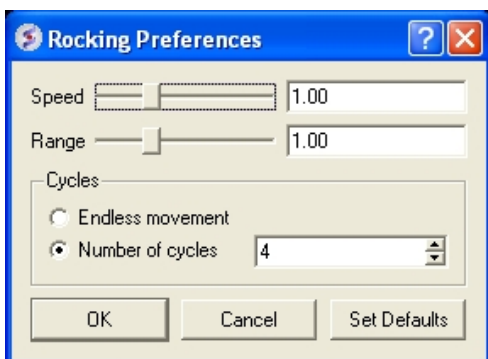 Rocking Preferences
Speed 1.00
Range 1.00
Cycles
Endless movement
Number of cycles 4
OK Cancel Set Defaults